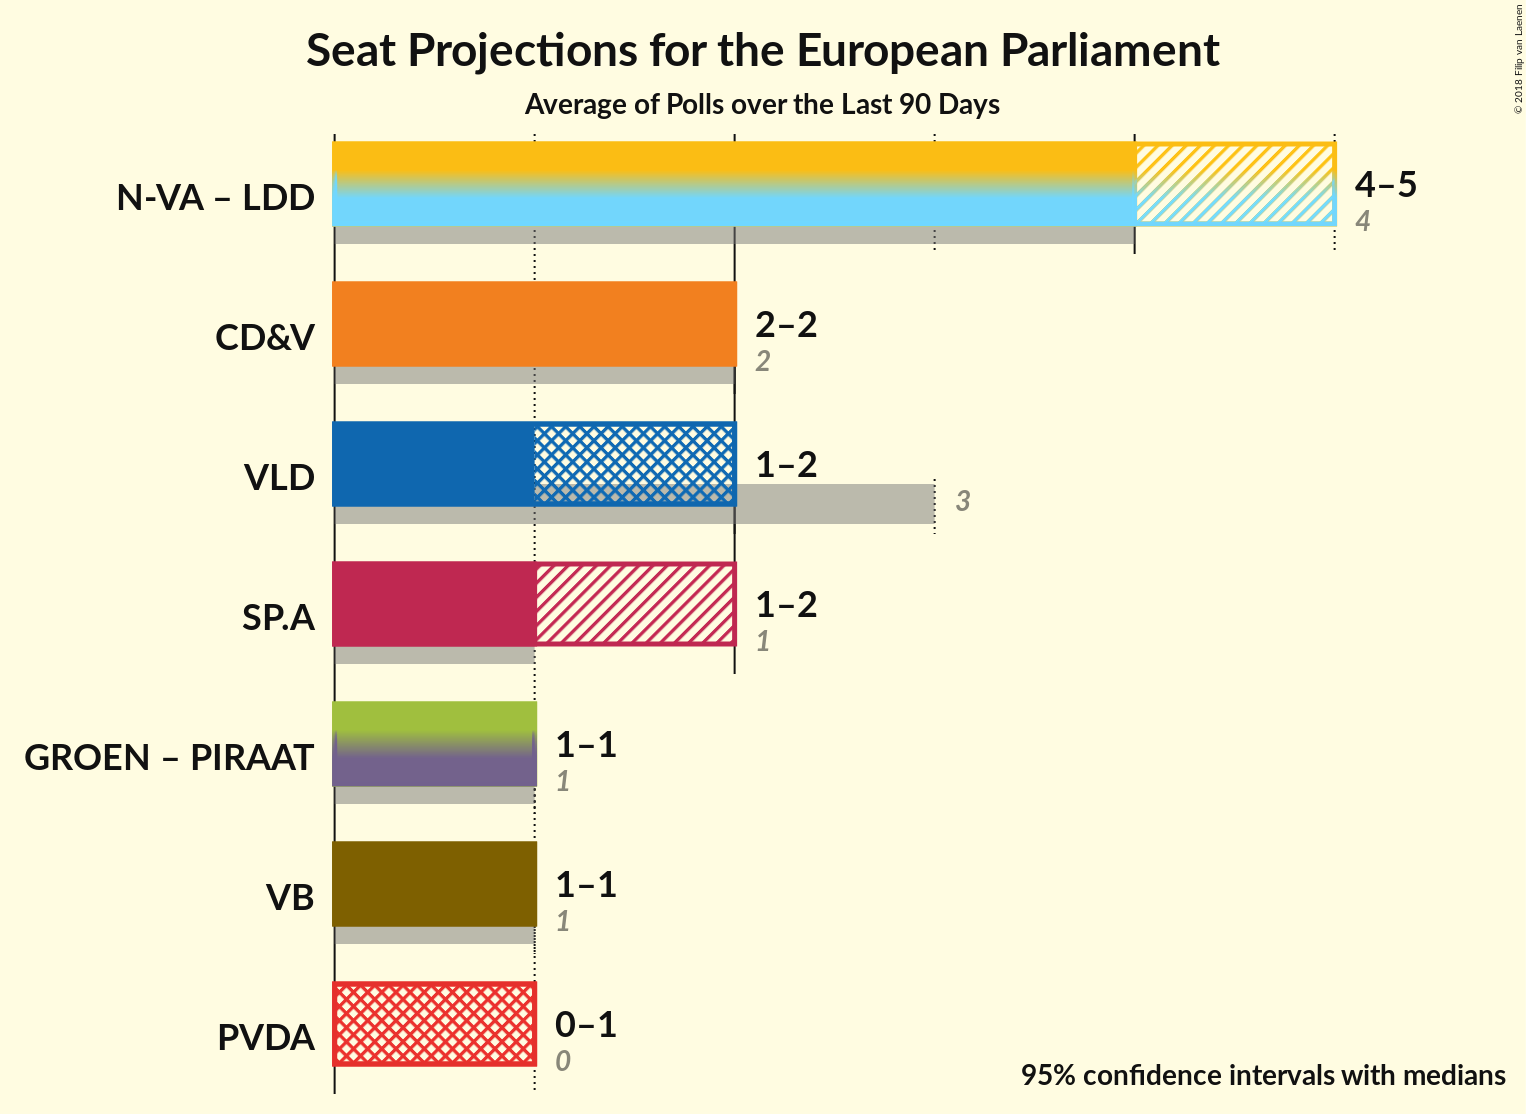 Seat Projections for the European Parliament
Average of Polls over the Last 90 Days
© 2018 Filip van Laenen
N-VA – LDD
4–5
4
CD&V
2–2
2
VLD
1–2
3
SP.A
1–2
1
GROEN – PIRAAT
1–1
1
VB
1–1
1
PVDA
0–1
0
95% confidence intervals with medians